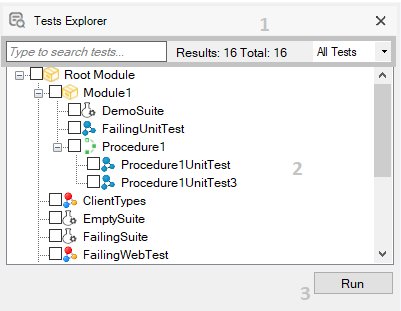 Tests Explorer
1
Type to search tests... Results: 16 Total: 16 All Tests
Root Module
Module1
DemoSuite
FailingUnitTest
Procedure1
Procedure1UnitTest
2
Procedure1UnitTest3
ClientTypes
EmptySuite
FailingSuite
FailingWebTest
3 Run